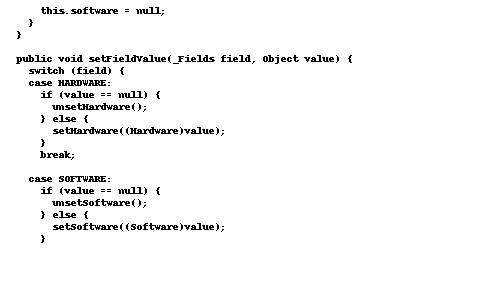 this.software = null;
}
}
public void setFieldValue(_Fields field, Object value) {
switch (field) {
case HARDWARE:
if (value == null) {
unsetHardware();
} else {
setHardware((Hardware)value);
}
break;
case SOFTWARE:
if (value == null) {
unsetSoftware();
} else {
setSoftware((Software)value);
}